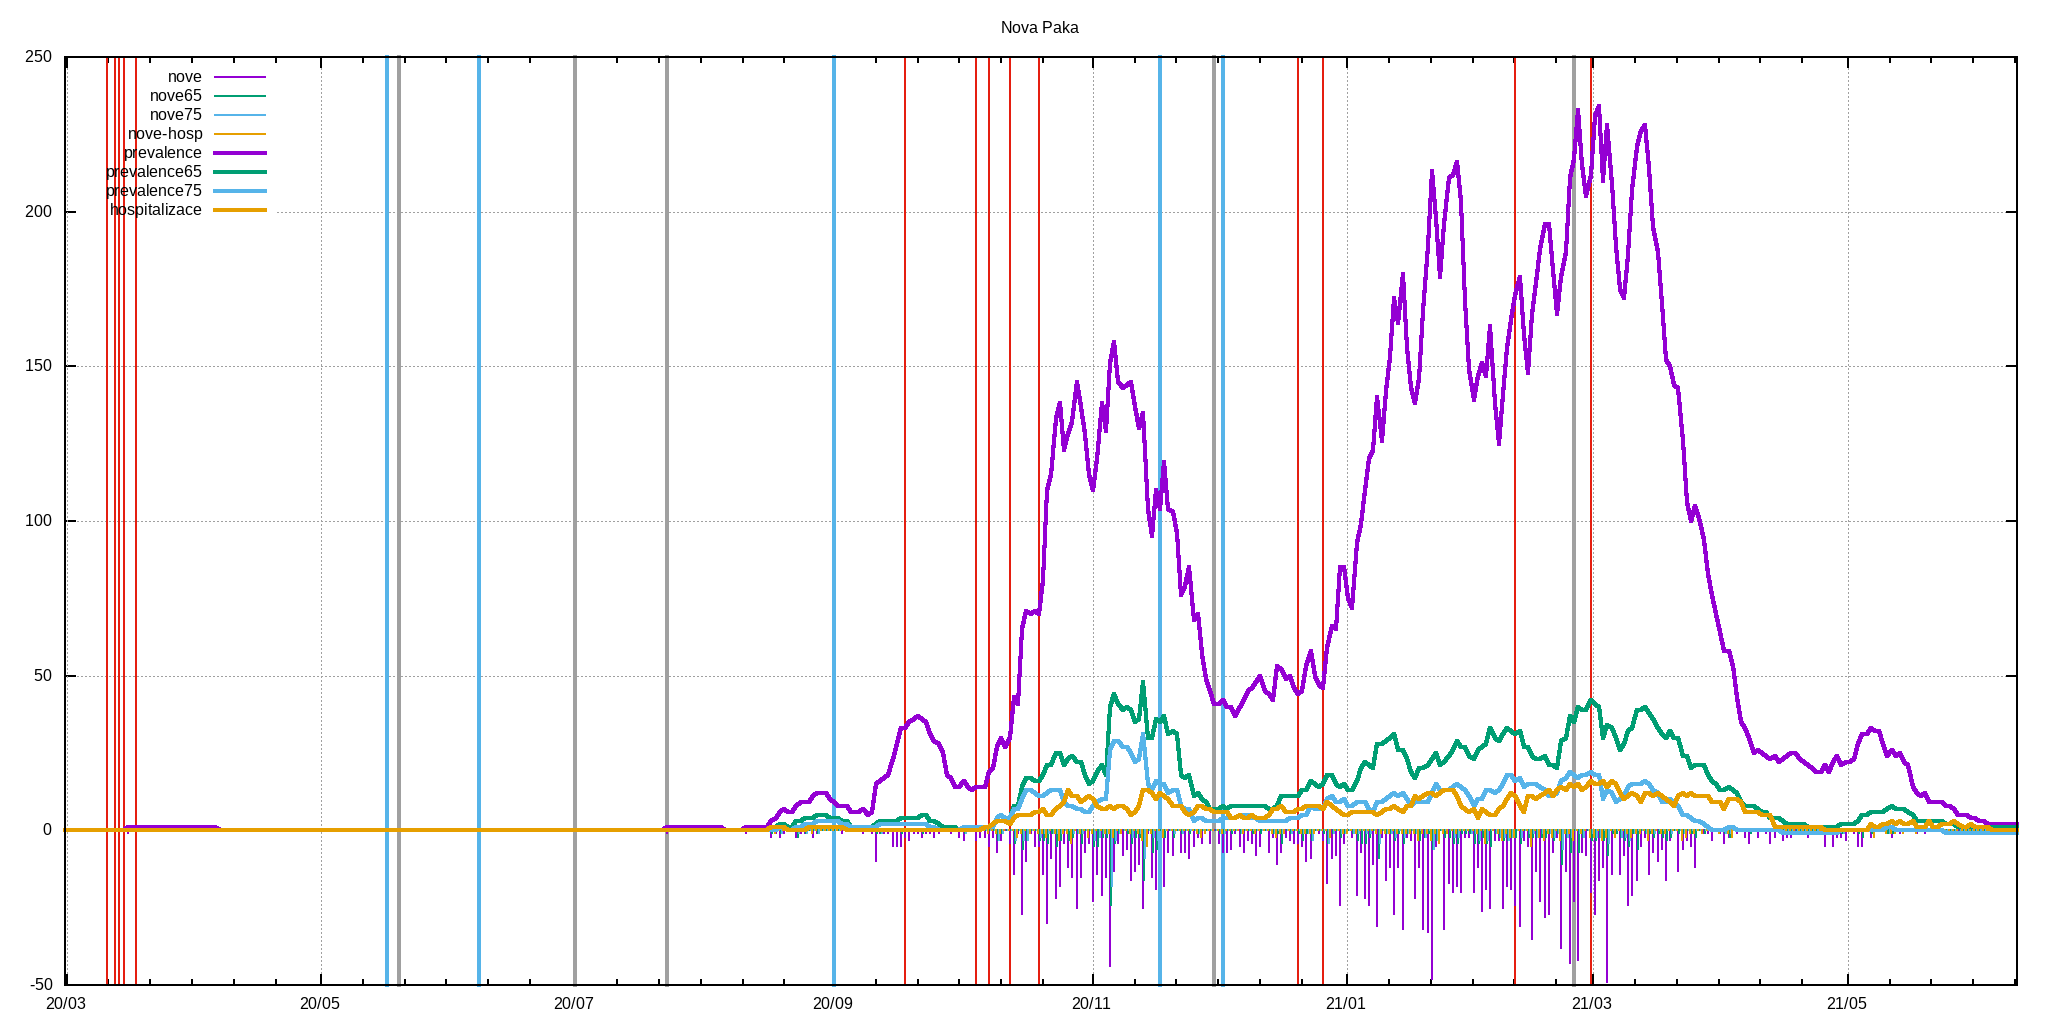 Nova Paka
250
200
150
100
50
0
-50
nove
nove65
nove75
nove-hosp
prevalence
prevalence65
prevalence75
hospitalizace
20/03 20/05 20/07 20/09 20/11 21/01 21/03 21/05